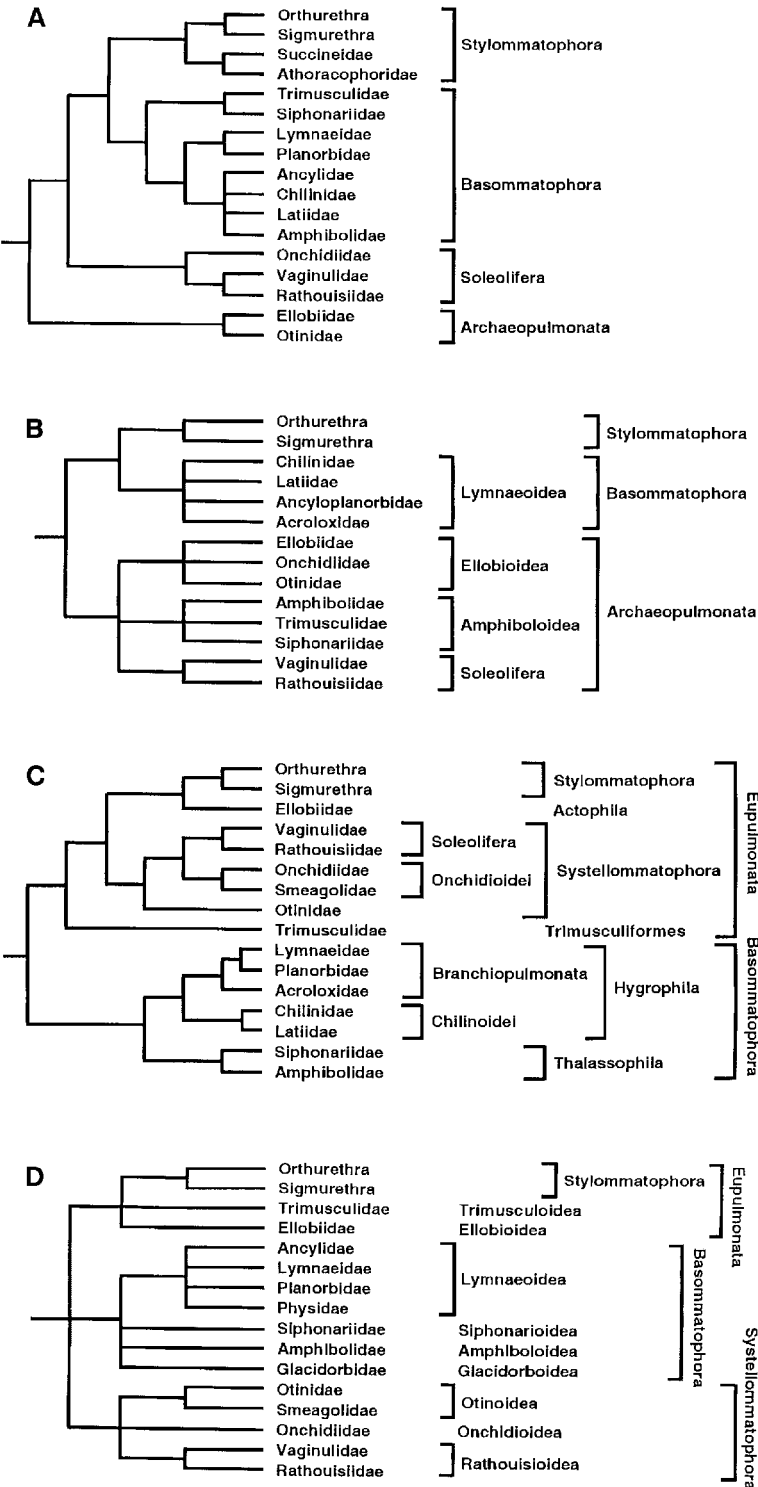 A
Orthurethra
Sigmurethra
Succineidae
Athoracophoridae
Stylommatophora
Trimusculidae
Siphonariidae
Lymnaeidae
Planorbidae
Ancylidae
Chilinidae
Latiidae
Amphibolidae
Basommatophora
Onchidiidae
Vaginulidae
Rathouisiidae
Soleolifera
Ellobiidae
Otinidae
Archaeopulmonata
B
Orthurethra
Sigmurethra
Stylommatophora
Chilinidae
Latiidae
Ancyloplanorbidae
Acroloxidae
Lymnaeoidea
Basommatophora
Ellobiidae
Onchidiidae
Otinidae
Ellobioidea
Amphibolidae
Trimusculidae
Siphonariidae
Amphiboloidea
Vaginulidae
Rathouisiidae
Soleolifera
Archaeopulmonata
C
Orthurethra
Sigmurethra
Stylommatophora
Ellobiidae
Actophila
Vaginulidae
Rathouisiidae
Soleolifera
Onchidiidae
Smeagolidae
Onchidioidei
Otinidae
Systellommatophora
Trimusculidae
Trimusculiformes
Eupulmonata
Lymnaeidae
Planorbidae
Acroloxidae
Branchiopulmonata
Chilinidae
Latiidae
Chilinoidei
Hygrophila
Siphonariidae
Amphibolidae
Thalassophila
Basommatophora
D
Orthurethra
Sigmurethra
Stylommatophora
Trimusculidae
Trimusculoidea
Ellobiidae
Ellobioidea
Eupulmonata
Ancylidae
Lymnaeidae
Planorbidae
Physidae
Lymnaeoidea
Siphonariidae
Siphonarioidea
Amphibolidae
Amphiboloidea
Glacidorbidae
Glacidorboidea
Basommatophora
Otinidae
Smeagolidae
Otinoidea
Onchidiidae
Onchidioidea
Vaginulidae
Rathouisiidae
Rathouisioidea
Systellommatophora